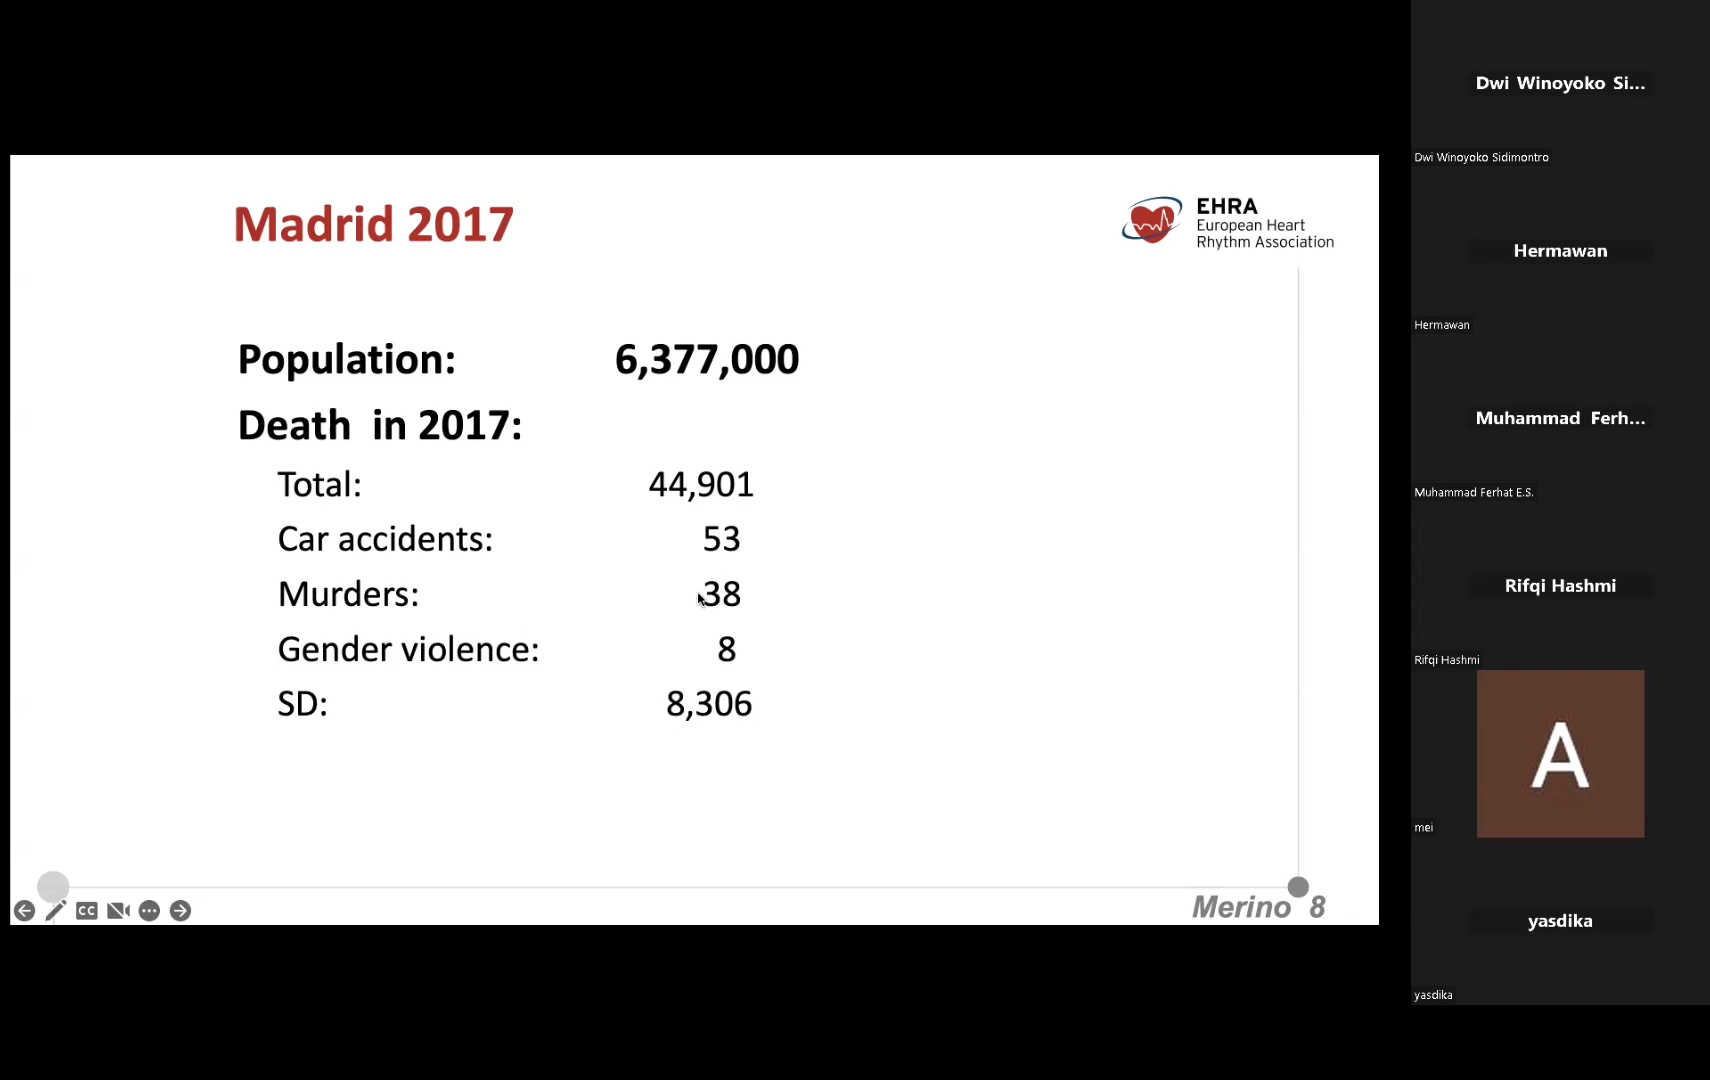 Madrid 2017
EHRA
European Heart
Rhythm Association
Population: 6,377,000
Death in 2017:
Total: 44,901
Car accidents: 53
Murders: 38
Gender violence: 8
SD: 8,306
CC
Merino 8
Dwi Winoyoko Si...
Dwi Winoyoko Sidimontro
Hermawan
Hermawan
Muhammad Ferh...
Muhammad Ferhat E.S.
Rifqi Hashmi
Rifqi Hashmi
A
mei
yasdika
yasdika